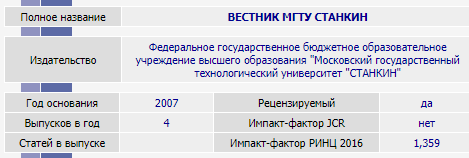 Полное название ВЕСТНИК МГТУ СТАНКИН
Издательство Федеральное государственное бюджетное образовательное
учреждение высшего образования "Московский государственный
технологический университет "СТАНКИН"
Год основания 2007 Рецензируемый да
Выпусков в год 4 Импакт-фактор JCR нет
Статей в выпуске Импакт-фактор РИНЦ 2016 1,359